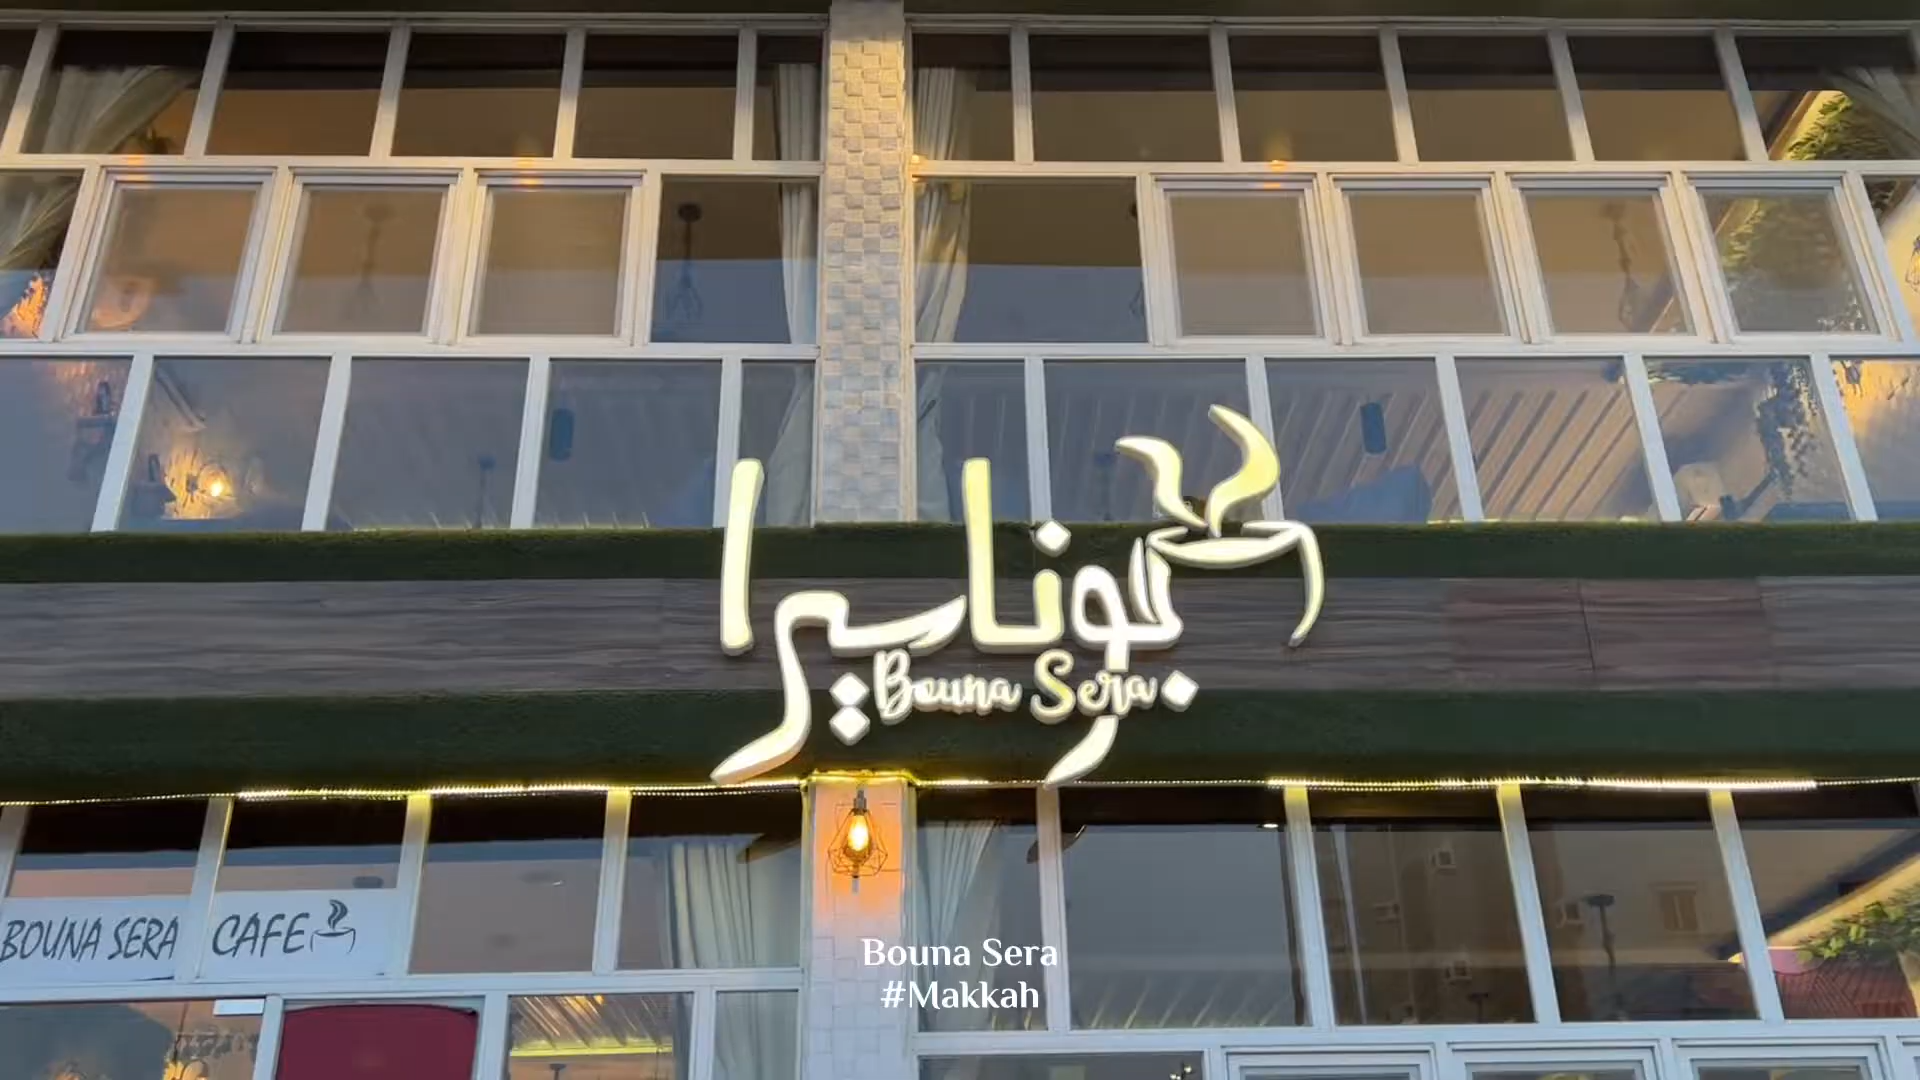 بوناسيرا
Bouna Sera
BOUNA SERA CAFE
Bouna Sera
#Makkah